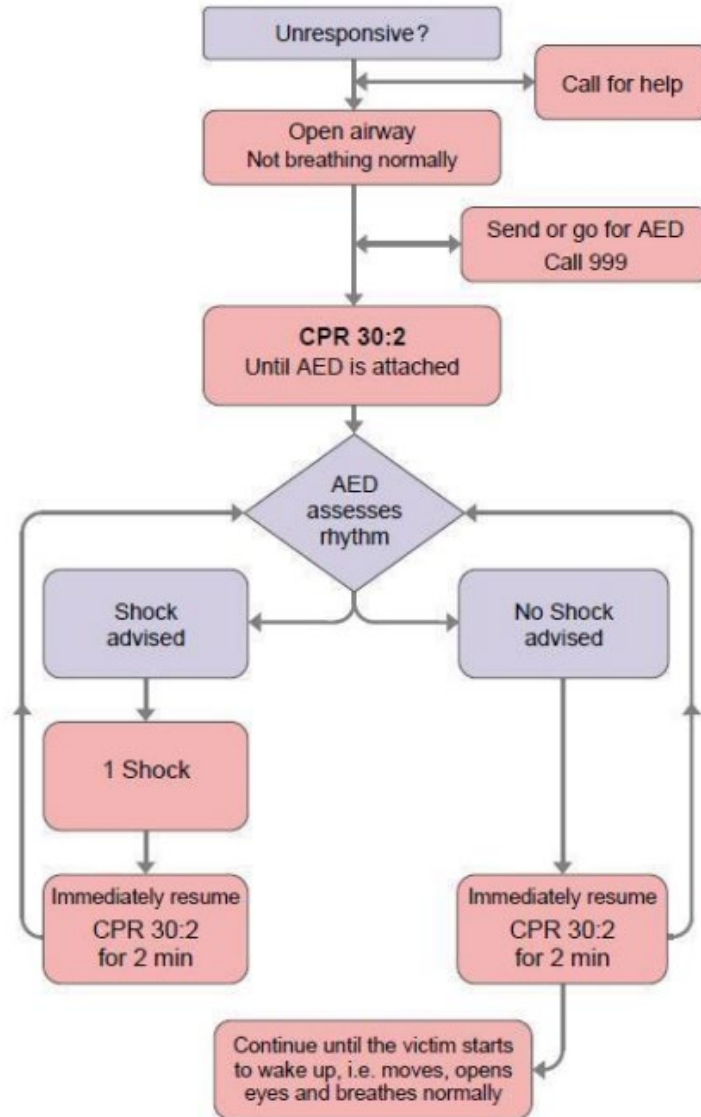 Unresponsive?
Call for help
Open airway
Not breathing normally
Send or go for AED
Call 999
CPR 30:2
Until AED is attached
AED
assesses
rhythm
Shock
advised
No Shock
advised
1 Shock
Immediately resume
CPR 30:2
for 2 min
Immediately resume
CPR 30:2
for 2 min
Continue until the victim starts
to wake up, i.e. moves, opens
eyes and breathes normally